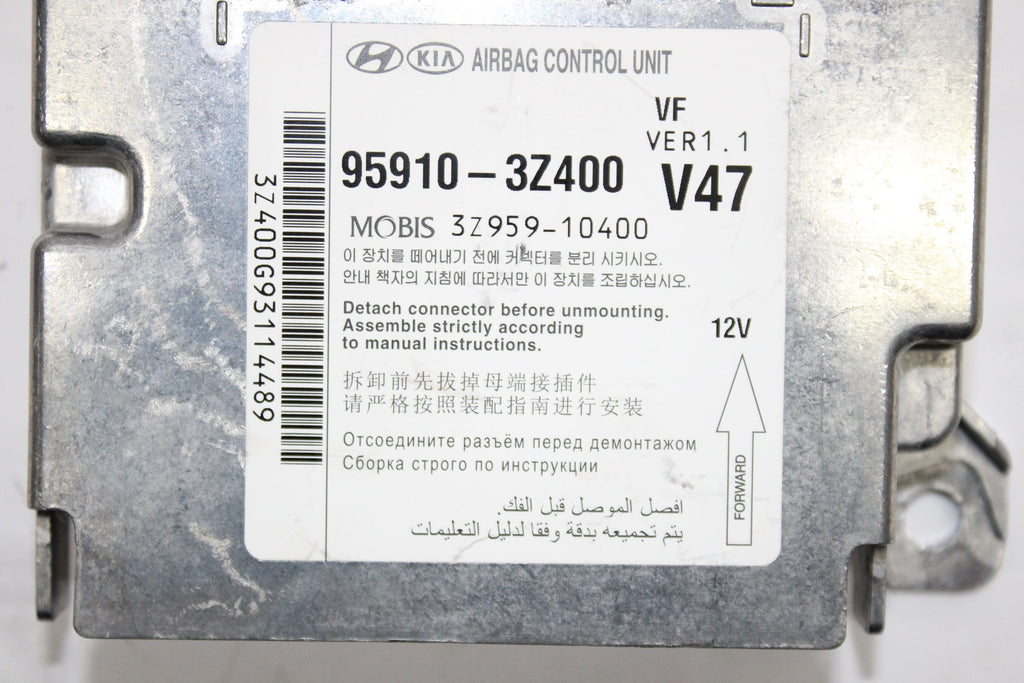 HYUNDAI KIA AIRBAG CONTROL UNIT
VF
VER1.1
95910-3Z400 V47
MOBIS 3Z959-10400
이 장치를 떼어내기 전에 커넥터를 분리 시키시오.
안내 책자의 지침에 따라서만 이 장치를 조립하십시오.
Detach connector before unmounting.
Assemble strictly according
to manual instructions.
12V
拆卸前先拔掉母端接插件
请严格按照装配指南进行安装
Отсоедините разъём перед демонтажом
Сборка строго по инструкции
افصل الموصل قبل الفك.
يتم تجميعه بدقة وفقا لدليل التعليمات
FORWARD
3Z400G93114489